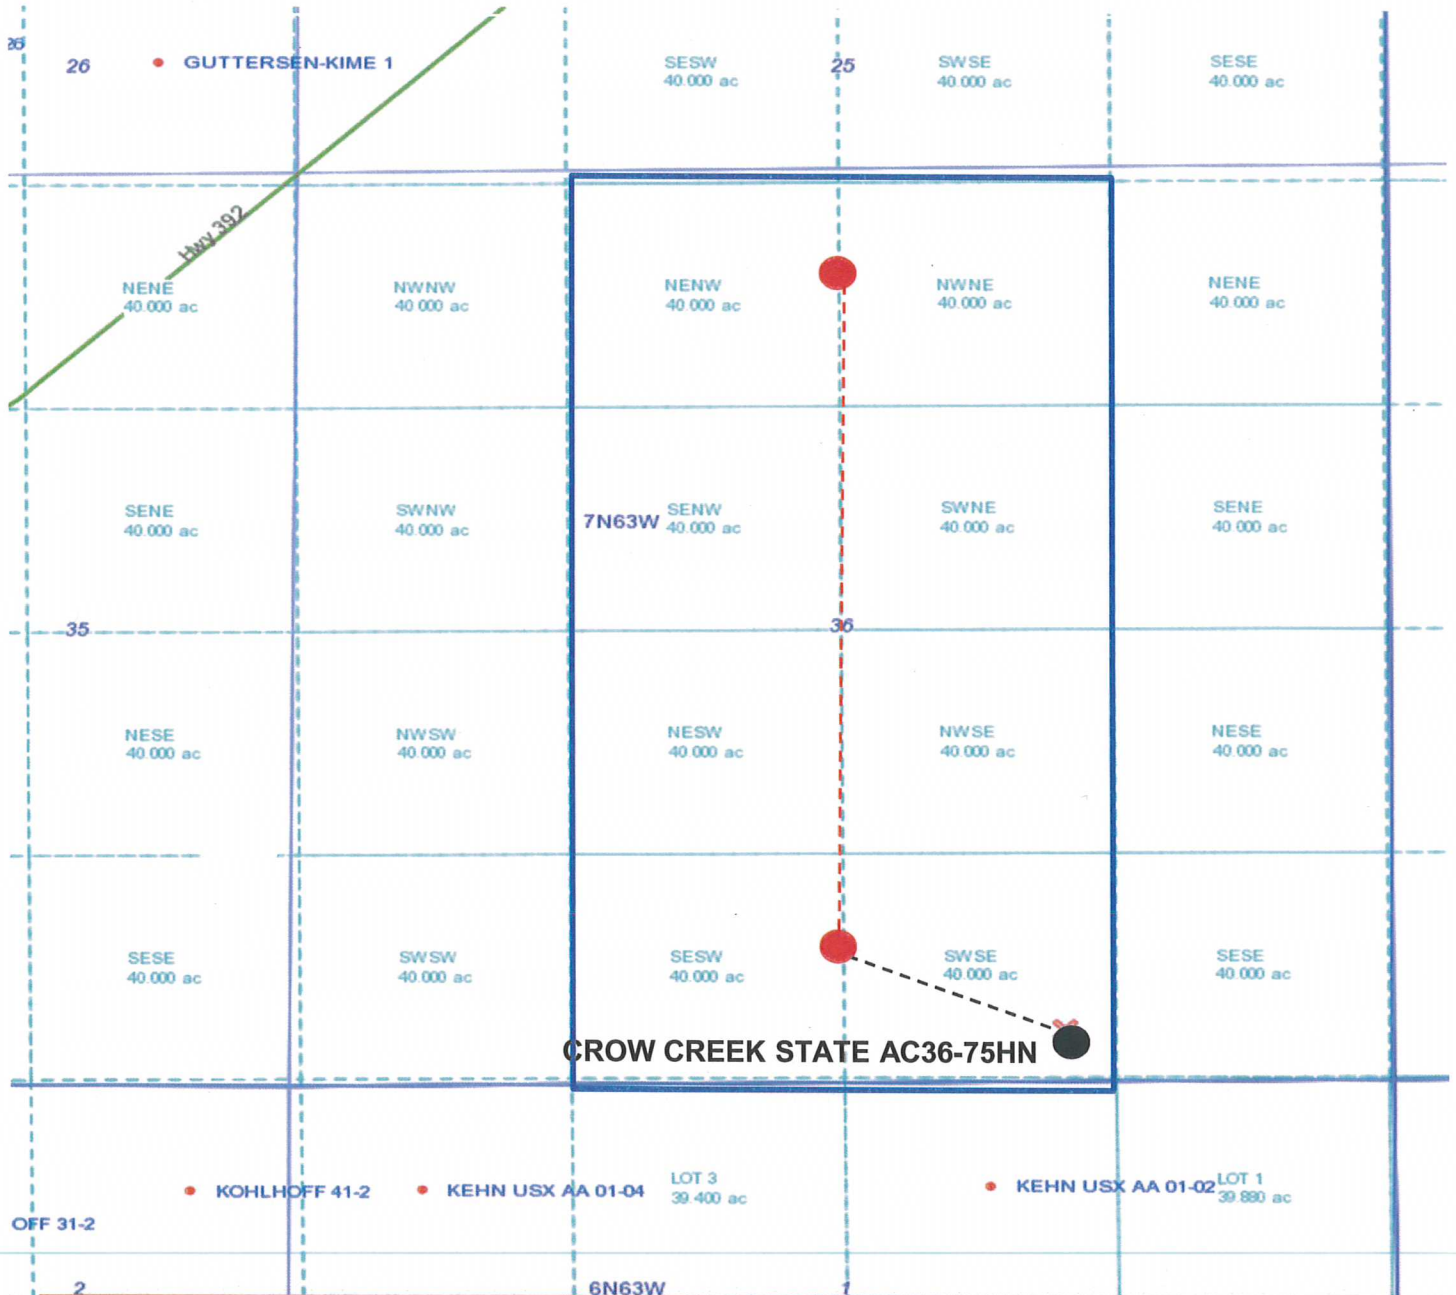 26
GUTTERSEN-KIME 1
SESW
40.000 ac
25
SWSE
40.000 ac
SESE
40.000 ac
Hwy 392
NENE
40.000 ac
NWNW
40.000 ac
NENW
40.000 ac
NWNE
40.000 ac
NENE
40.000 ac
SENE
40.000 ac
SWNW
40.000 ac
7N63W
SENW
40.000 ac
SWNE
40.000 ac
SENE
40.000 ac
35
36
NESE
40.000 ac
NWSW
40.000 ac
NESW
40.000 ac
NWSE
40.000 ac
NESE
40.000 ac
SESE
40.000 ac
SWSW
40.000 ac
SESW
40.000 ac
SWSE
40.000 ac
SESE
40.000 ac
CROW CREEK STATE AC36-75HN
KOHLHOFF 41-2
KEHN USX AA 01-04
LOT 3
39.400 ac
KEHN USX AA 01-02
LOT 1
39.880 ac
OFF 31-2
2
6N63W
1